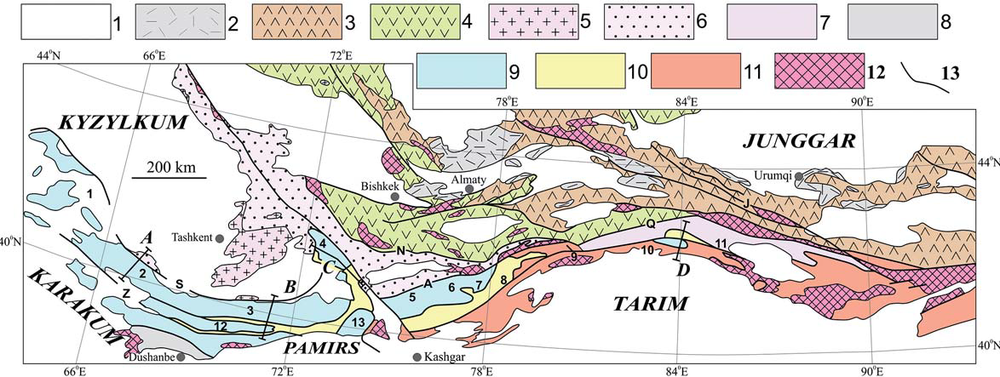 1 2 3 4 5 6 7 8
9 10 11 12 13
44°N 66°E 72°E
78°E 84°E 90°E
KYZYLKUM
JUNGGAR
200 km
44°N
Bishkek Almaty Urumqi
1
J
Tashkent
Q
40°N
A 4 N 9 10 11
2 C D
S B A 8
KARAKUM Z 3 5 6 7
12 13 TARIM
PAMIRS
Dushanbe Kashgar 40°N
66°E 72°E 78°E 84°E 90°E